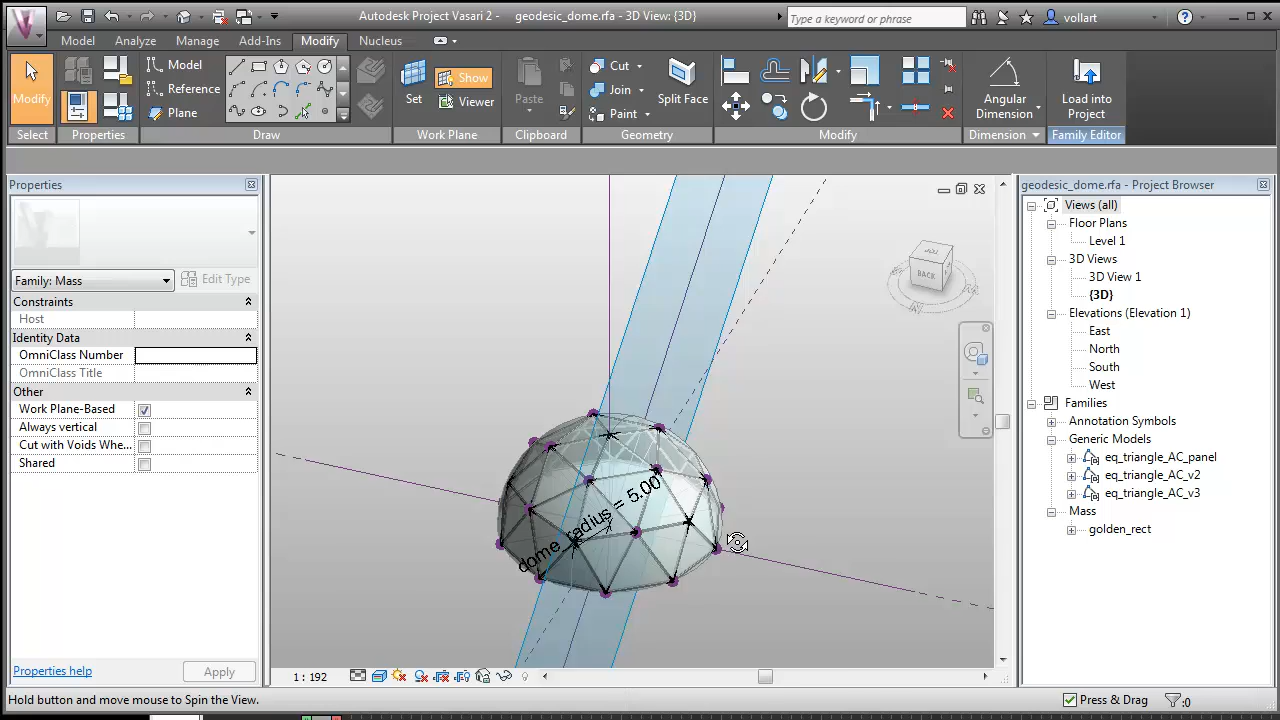 Autodesk Project Vasari 2 - geodesic_dome.rfa - 3D View: {3D}
Type a keyword or phrase
vollart
Model Analyze Manage Add-Ins Modify Nucleus
Modify
Model
Reference
Plane
Set
Show
Viewer
Paste
Cut
Join
Paint
Split Face
Angular Dimension
Load into Project
Select Properties Draw Work Plane Clipboard Geometry Modify Dimension Family Editor
Properties
Family: Mass
Edit Type
Constraints
Host
Identity Data
OmniClass Number
OmniClass Title
Other
Work Plane-Based
Always vertical
Cut with Voids Whe...
Shared
Properties help
Apply
BACK
dome_radius = 5.00
1 : 192
geodesic_dome.rfa - Project Browser
Views (all)
Floor Plans
Level 1
3D Views
3D View 1
{3D}
Elevations (Elevation 1)
East
North
South
West
Families
Annotation Symbols
Generic Models
eq_triangle_AC_panel
eq_triangle_AC_v2
eq_triangle_AC_v3
Mass
golden_rect
Hold button and move mouse to Spin the View.
Press & Drag
:0